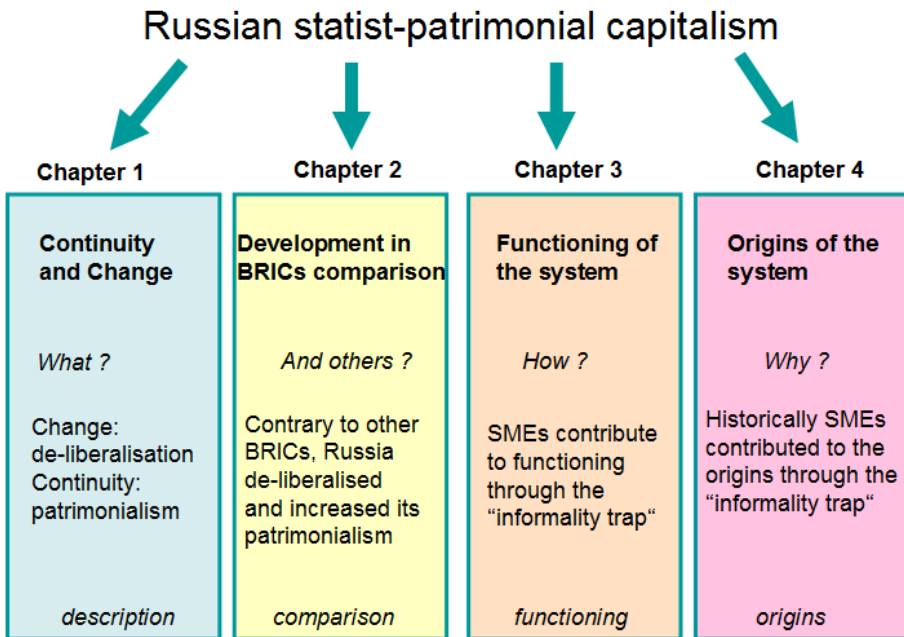 Russian statist-patrimonial capitalism
Chapter 1
Continuity
and Change
What ?
Change:
de-liberalisation
Continuity:
patrimonialism
description
Chapter 2
Development in
BRICs comparison
And others ?
Contrary to other
BRICs, Russia
de-liberalised
and increased its
patrimonialism
comparison
Chapter 3
Functioning of
the system
How ?
SMEs contribute
to functioning
through the
“informality trap“
functioning
Chapter 4
Origins of the
system
Why ?
Historically SMEs
contributed to the
origins through the
“informality trap“
origins